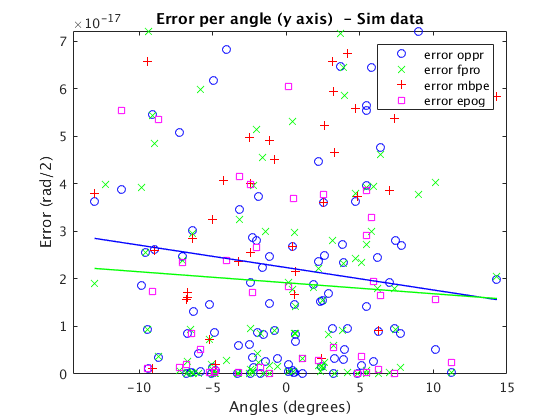 Error per angle (y axis) - Sim data
×10⁻¹⁷
7
6
5
4
3
2
1
0
Error (rad/2)
error oppr
error fpro
error mbpe
error epog
-10
-5
0
5
10
15
Angles (degrees)